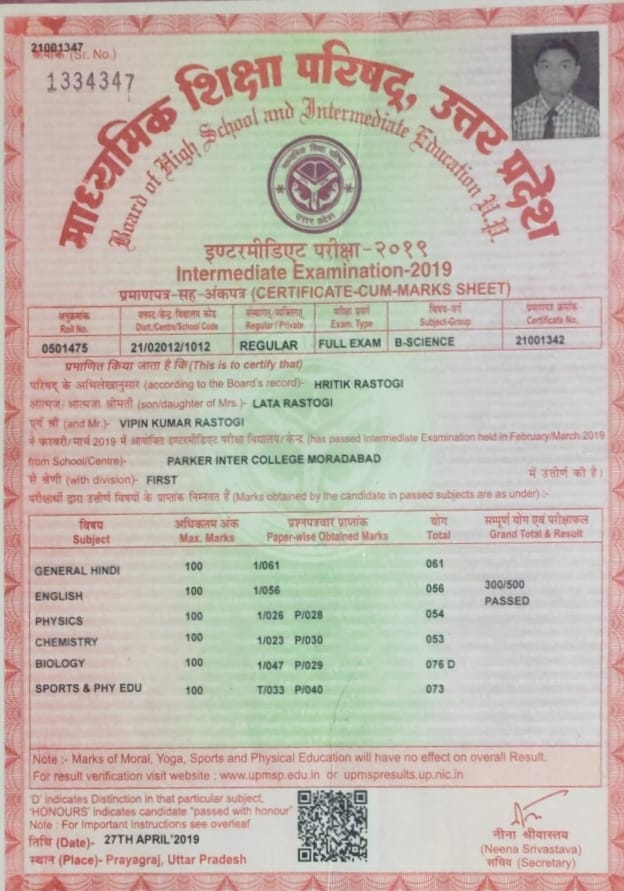 21001347
क्रमांक (Sr. No.)
1334347
माध्यमिक शिक्षा परिषद्, उत्तर प्रदेश
Board of High School and Intermediate Education U.P.
माध्यमिक शिक्षा परिषद्
उत्तर प्रदेश
इण्टरमीडिएट परीक्षा-२०१९
Intermediate Examination-2019
प्रमाणपत्र-सह-अंकपत्र (CERTIFICATE-CUM-MARKS SHEET)
अनुक्रमांक जनपद/केन्द्र/विद्यालय कोड संस्थागत/व्यक्तिगत परीक्षा प्रकार विषय-वर्ग प्रमाणपत्र क्रमांक
Roll No. Distt./Centre/School Code Regular / Private Exam. Type Subject-Group Certificate No.
0501475 21/02012/1012 REGULAR FULL EXAM B-SCIENCE 21001342
प्रमाणित किया जाता है कि (This is to certify that)
परिषद् के अभिलेखानुसार (according to the Board's record)- HRITIK RASTOGI
आत्मज/ आत्मजा श्रीमती (son/daughter of Mrs.)- LATA RASTOGI
एवं श्री (and Mr.)- VIPIN KUMAR RASTOGI
ने फरवरी/मार्च 2019 में आयोजित इण्टरमीडिएट परीक्षा विद्यालय/केन्द्र (has passed Intermediate Examination held in February/March 2019
from School/Centre)- PARKER INTER COLLEGE MORADABAD
से श्रेणी (with division)- FIRST में उत्तीर्ण की है।
परीक्षार्थी द्वारा उत्तीर्ण विषयों के प्राप्तांक निम्नवत हैं (Marks obtained by the candidate in passed subjects are as under) :-
विषय अधिकतम अंक प्रश्नपत्रवार प्राप्तांक योग सम्पूर्ण योग एवं परीक्षाफल
Subject Max. Marks Paper-wise Obtained Marks Total Grand Total & Result
GENERAL HINDI 100 1/061 061
ENGLISH 100 1/056 056 300/500
PASSED
PHYSICS 100 1/026 P/028 054
CHEMISTRY 100 1/023 P/030 053
BIOLOGY 100 1/047 P/029 076 D
SPORTS & PHY EDU 100 T/033 P/040 073
Note :- Marks of Moral, Yoga, Sports and Physical Education will have no effect on overall Result.
For result verification visit website : www.upmsp.edu.in or upmspresults.up.nic.in
'D' indicates Distinction in that particular subject,
'HONOURS' indicates candidate "passed with honour"
Note : For Important Instructions see overleaf
तिथि (Date)- 27TH APRIL'2019
स्थान (Place)- Prayagraj, Uttar Pradesh
नीना श्रीवास्तव
(Neena Srivastava)
सचिव (Secretary)